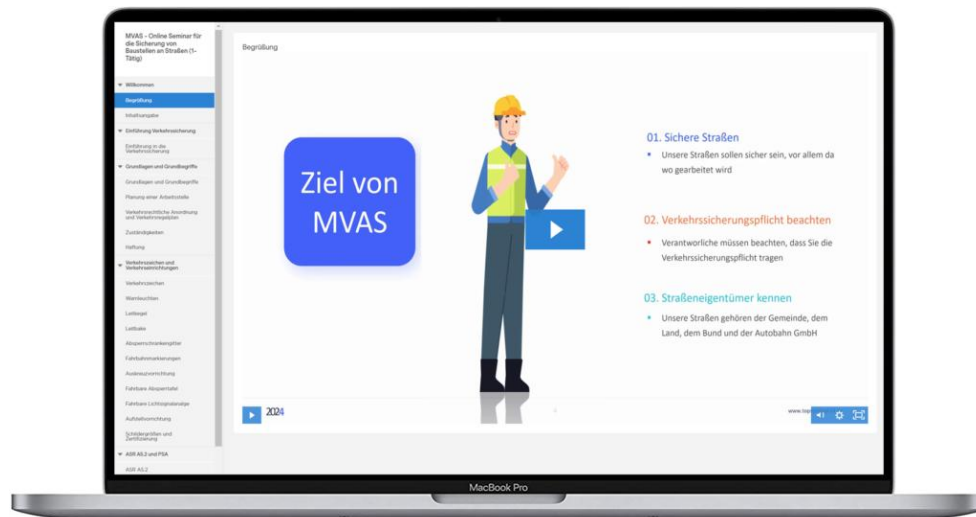 MVAS - Online Seminar für
die Sicherung von
Baustellen an Straßen (1-
Tätig)
Willkommen
Begrüßung
Inhaltsangabe
Einführung Verkehrssicherung
Einführung in die
Verkehrssicherung
Grundlagen und Grundbegriffe
Grundlagen und Grundbegriffe
Planung einer Arbeitsstelle
Verkehrsrechtliche Anordnung
und Verkehrsregelplan
Zuständigkeiten
Haftung
Verkehrszeichen und
Verkehrseinrichtungen
Verkehrszeichen
Warnleuchten
Leitkegel
Leitbake
Absperrschrankengitter
Fahrbahnmarkierungen
Auskreuzvorrichtung
Fahrbare Absperrtafel
Fahrbare Lichtsignalanalge
Aufstellvorrichtung
Schildergrößen und
Zertifizierung
ASR A5.2 und PSA
ASR A5.2
Begrüßung
Ziel von
MVAS
01. Sichere Straßen
Unsere Straßen sollen sicher sein, vor allem da
wo gearbeitet wird
02. Verkehrssicherungspflicht beachten
Verantworliche müssen beachten, dass Sie die
Verkehrssicherungspflicht tragen
03. Straßeneigentümer kennen
Unsere Straßen gehören der Gemeinde, dem
Land, dem Bund und der Autobahn GmbH
2024
MacBook Pro